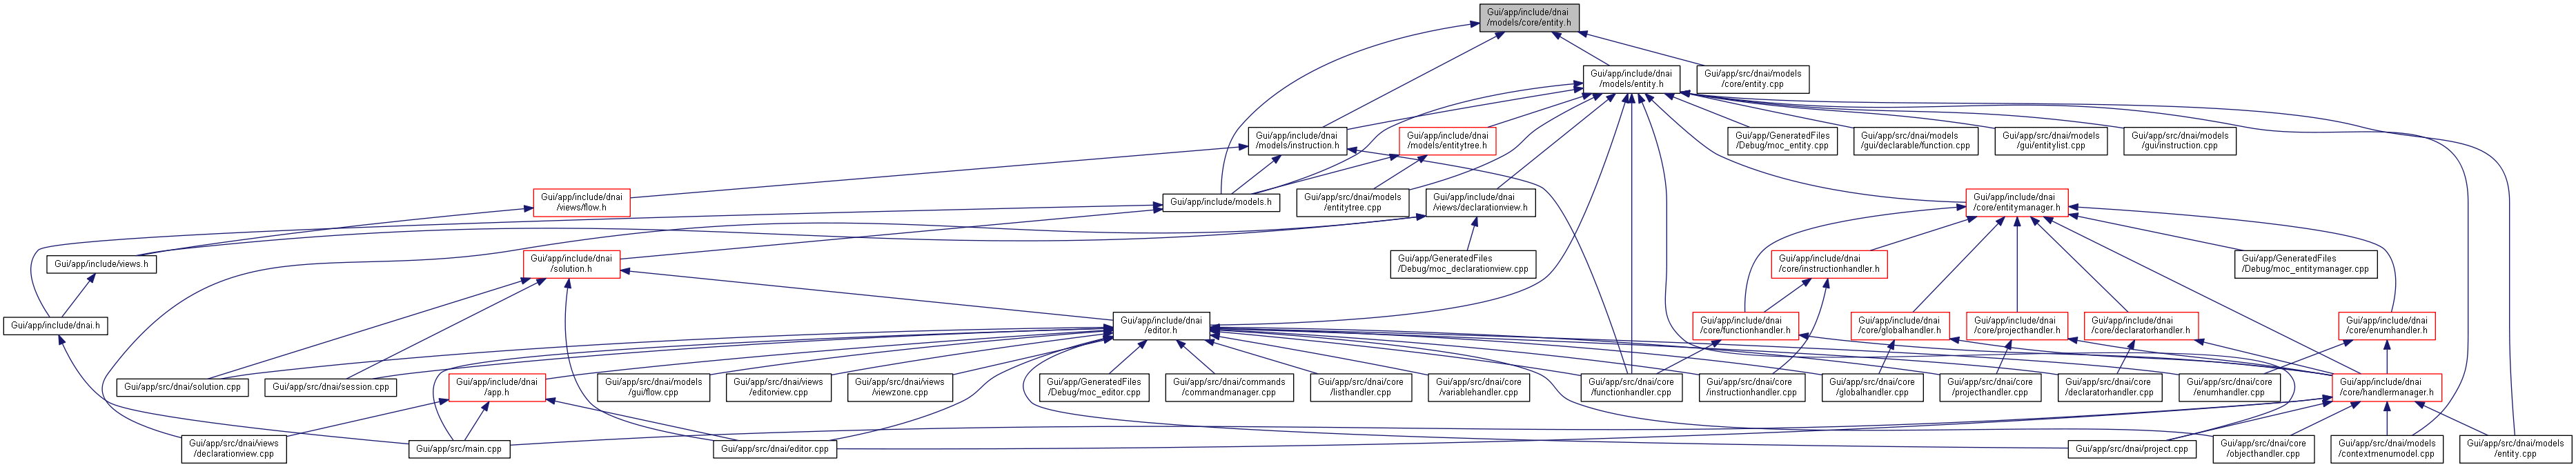 Gui/app/include/dnai
/models/core/entity.h
Gui/app/include/dnai
/models/entity.h
Gui/app/src/dnai/models
/core/entity.cpp
Gui/app/include/dnai
/models/instruction.h
Gui/app/include/dnai
/models/entitytree.h
Gui/app/GeneratedFiles
/Debug/moc_entity.cpp
Gui/app/src/dnai/models
/gui/declarable/function.cpp
Gui/app/src/dnai/models
/gui/entitylist.cpp
Gui/app/src/dnai/models
/gui/instruction.cpp
Gui/app/include/dnai
/views/flow.h
Gui/app/include/models.h
Gui/app/src/dnai/models
/entitytree.cpp
Gui/app/include/dnai
/views/declarationview.h
Gui/app/include/dnai
/core/entitymanager.h
Gui/app/include/views.h
Gui/app/include/dnai
/solution.h
Gui/app/GeneratedFiles
/Debug/moc_declarationview.cpp
Gui/app/include/dnai
/core/instructionhandler.h
Gui/app/GeneratedFiles
/Debug/moc_entitymanager.cpp
Gui/app/include/dnai.h
Gui/app/include/dnai
/editor.h
Gui/app/include/dnai
/core/functionhandler.h
Gui/app/include/dnai
/core/globalhandler.h
Gui/app/include/dnai
/core/projecthandler.h
Gui/app/include/dnai
/core/declaratorhandler.h
Gui/app/include/dnai
/core/enumhandler.h
Gui/app/src/dnai/solution.cpp
Gui/app/src/dnai/session.cpp
Gui/app/include/dnai
/app.h
Gui/app/src/dnai/models
/gui/flow.cpp
Gui/app/src/dnai/views
/editorview.cpp
Gui/app/src/dnai/views
/viewzone.cpp
Gui/app/GeneratedFiles
/Debug/moc_editor.cpp
Gui/app/src/dnai/commands
/commandmanager.cpp
Gui/app/src/dnai/core
/listhandler.cpp
Gui/app/src/dnai/core
/variablehandler.cpp
Gui/app/src/dnai/core
/functionhandler.cpp
Gui/app/src/dnai/core
/instructionhandler.cpp
Gui/app/src/dnai/core
/globalhandler.cpp
Gui/app/src/dnai/core
/projecthandler.cpp
Gui/app/src/dnai/core
/declaratorhandler.cpp
Gui/app/src/dnai/core
/enumhandler.cpp
Gui/app/include/dnai
/core/handlermanager.h
Gui/app/src/dnai/views
/declarationview.cpp
Gui/app/src/main.cpp
Gui/app/src/dnai/editor.cpp
Gui/app/src/dnai/project.cpp
Gui/app/src/dnai/core
/objecthandler.cpp
Gui/app/src/dnai/models
/contextmenumodel.cpp
Gui/app/src/dnai/models
/entity.cpp